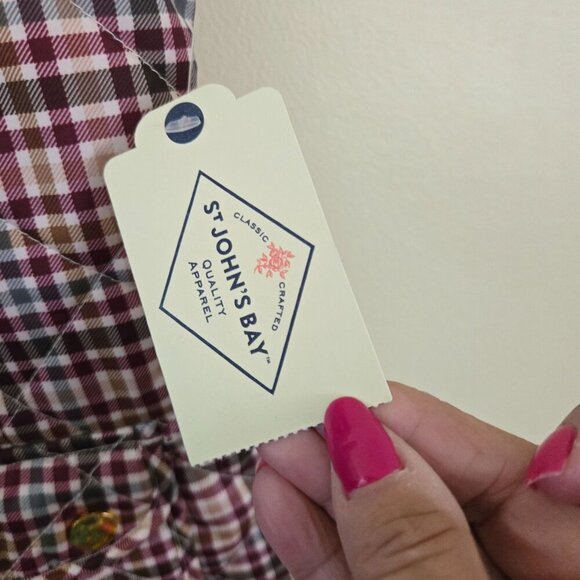 CLASSIC CRAFTED
ST JOHN'S BAY™
QUALITY
APPAREL